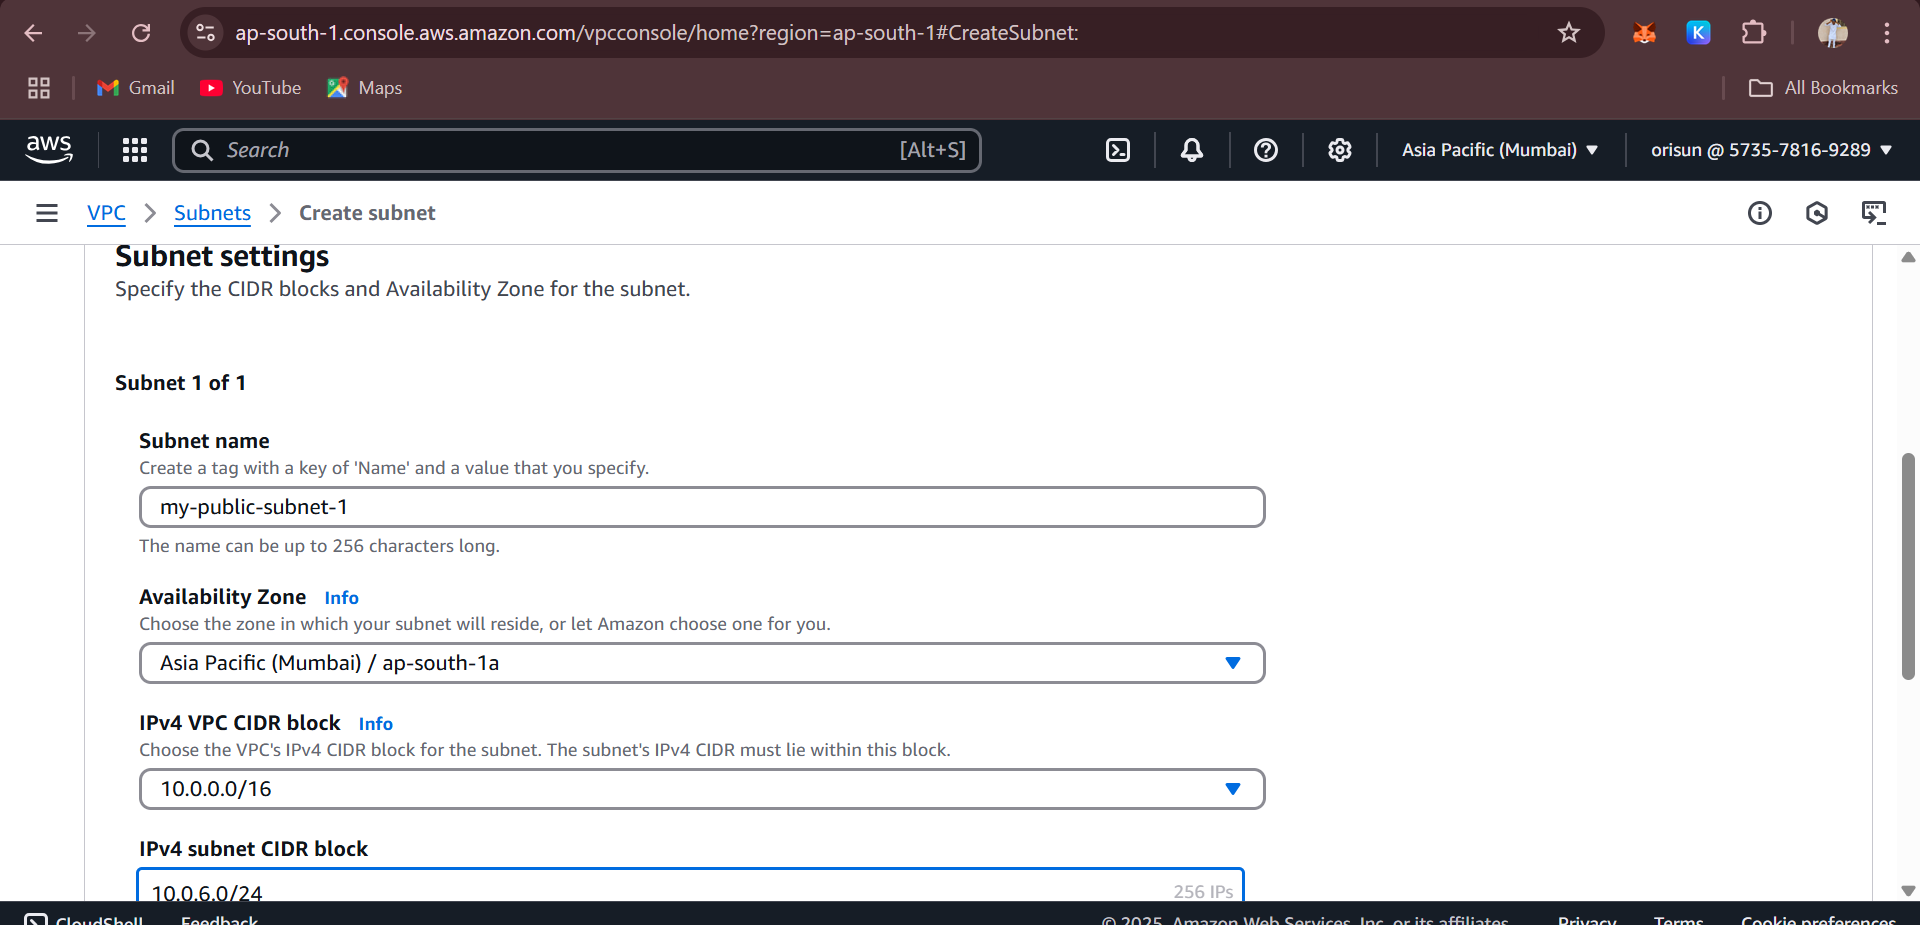 ap-south-1.console.aws.amazon.com/vpcconsole/home?region=ap-south-1#CreateSubnet:
K
Gmail YouTube Maps All Bookmarks
aws Search [Alt+S] Asia Pacific (Mumbai) orisun @ 5735-7816-9289
VPC Subnets Create subnet
Subnet settings
Specify the CIDR blocks and Availability Zone for the subnet.
Subnet 1 of 1
Subnet name
Create a tag with a key of 'Name' and a value that you specify.
my-public-subnet-1
The name can be up to 256 characters long.
Availability Zone Info
Choose the zone in which your subnet will reside, or let Amazon choose one for you.
Asia Pacific (Mumbai) / ap-south-1a
IPv4 VPC CIDR block Info
Choose the VPC's IPv4 CIDR block for the subnet. The subnet's IPv4 CIDR must lie within this block.
10.0.0.0/16
IPv4 subnet CIDR block
10.0.6.0/24 256 IPs
CloudShell Feedback © 2025, Amazon Web Services, Inc. or its affiliates. Privacy Terms Cookie preferences